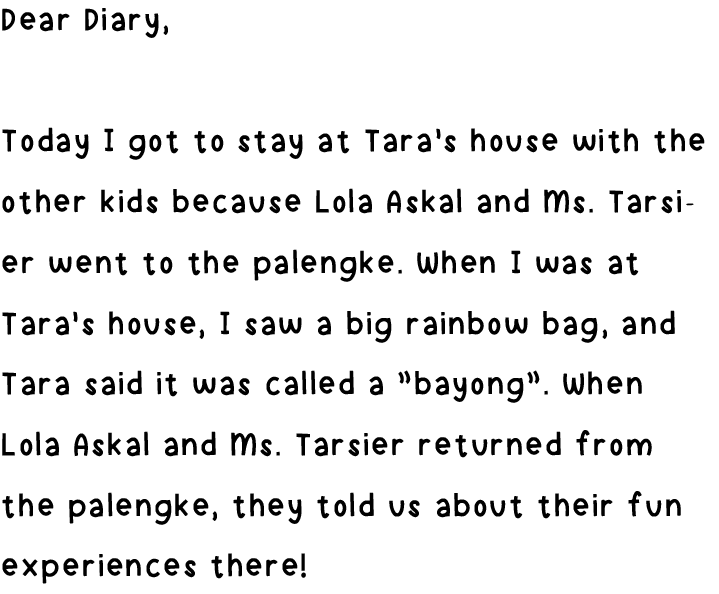 Dear Diary,
Today I got to stay at Tara's house with the
other kids because Lola Askal and Ms. Tarsi-
er went to the palengke. When I was at
Tara's house, I saw a big rainbow bag, and
Tara said it was called a "bayong". When
Lola Askal and Ms. Tarsier returned from
the palengke, they told us about their fun
experiences there!